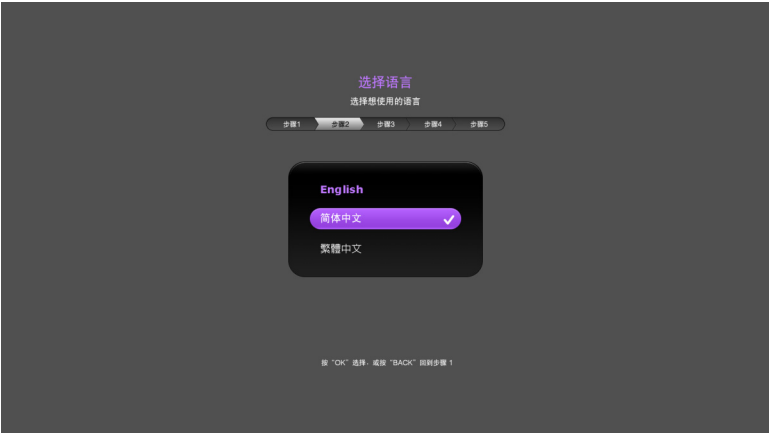 选择语言
选择想使用的语言
步骤1 步骤2 步骤3 步骤4 步骤5
English
简体中文
繁體中文
按 "OK" 选择，或按 "BACK" 回到步骤 1